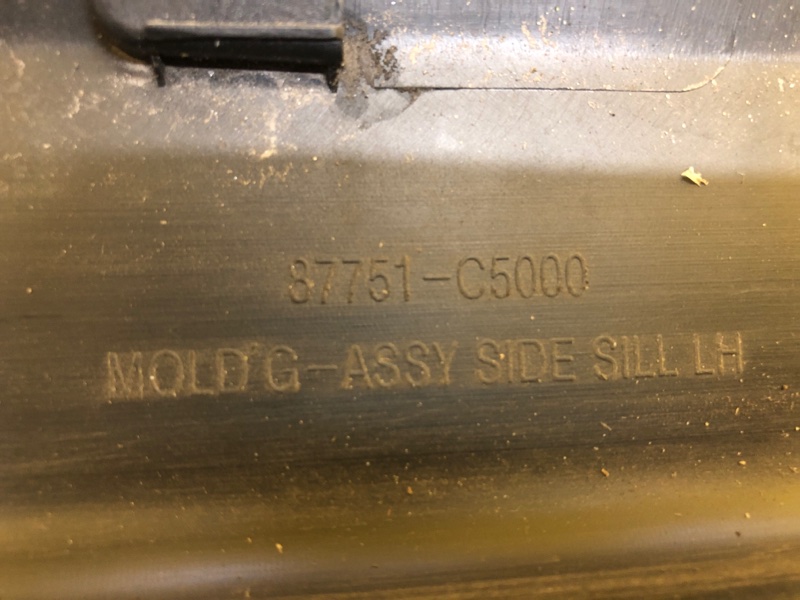 87751-C5000
MOLD'G-ASSY SIDE SILL LH